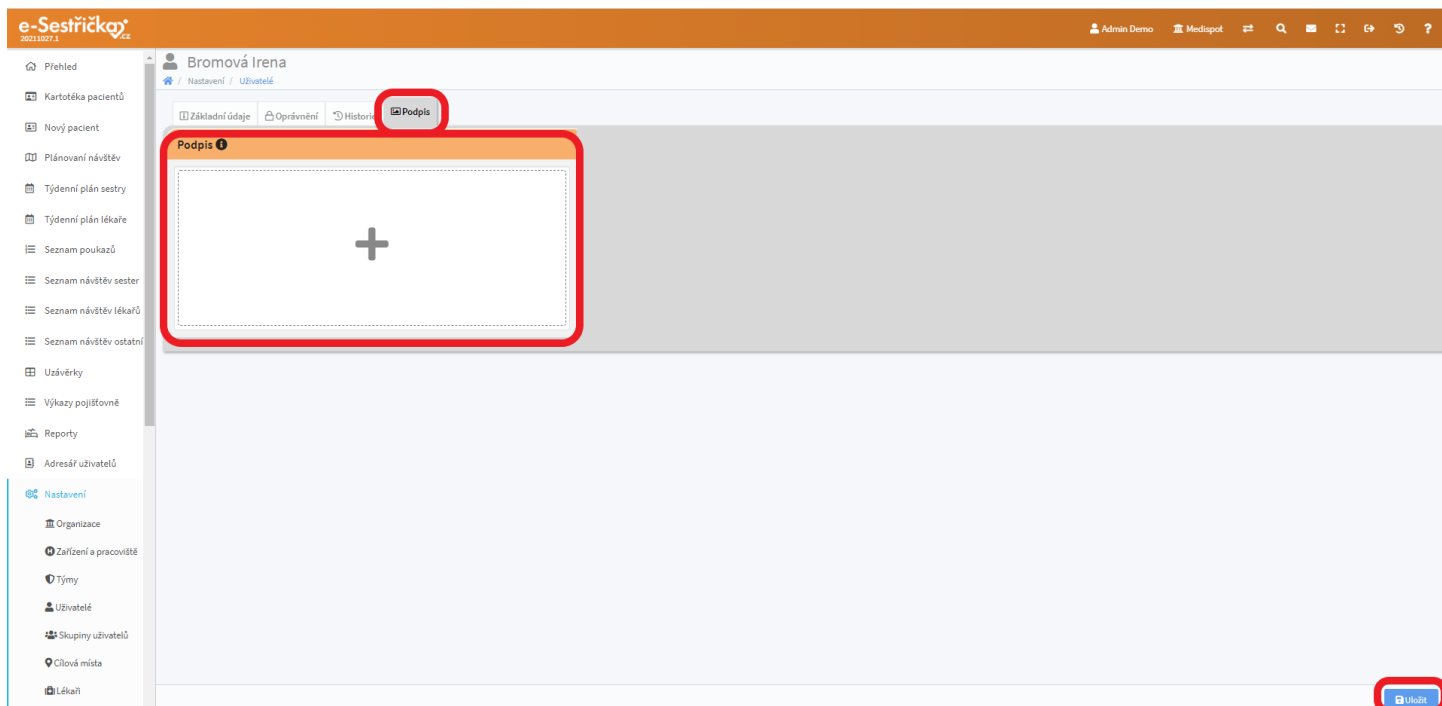 e-Sestřička.cz
20211027.1
Admin Demo
Medispot
?
Přehled
Kartotéka pacientů
Nový pacient
Plánovaní návštěv
Týdenní plán sestry
Týdenní plán lékaře
Seznam poukazů
Seznam návštěv sester
Seznam návštěv lékařů
Seznam návštěv ostatní
Uzávěrky
Výkazy pojišťovně
Reporty
Adresář uživatelů
Nastavení
Organizace
Zařízení a pracoviště
Týmy
Uživatelé
Skupiny uživatelů
Cílová místa
Lékaři
Bromová Irena
/ Nastavení / Uživatelé
Základní údaje
Oprávnění
Historie
Podpis
Podpis
Uložit